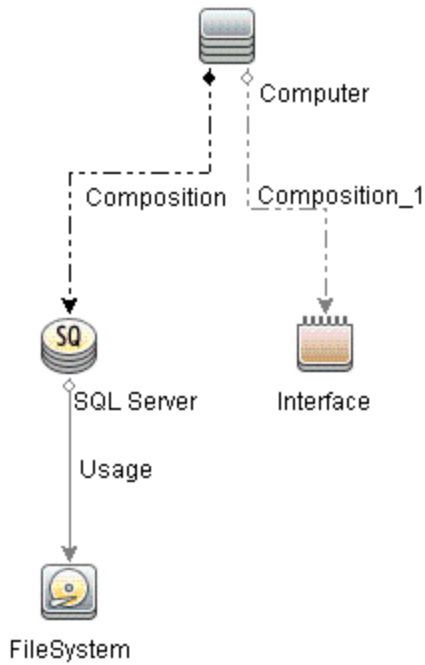 Computer
Composition
Composition_1
SQ
SQL Server
Interface
Usage
FileSystem